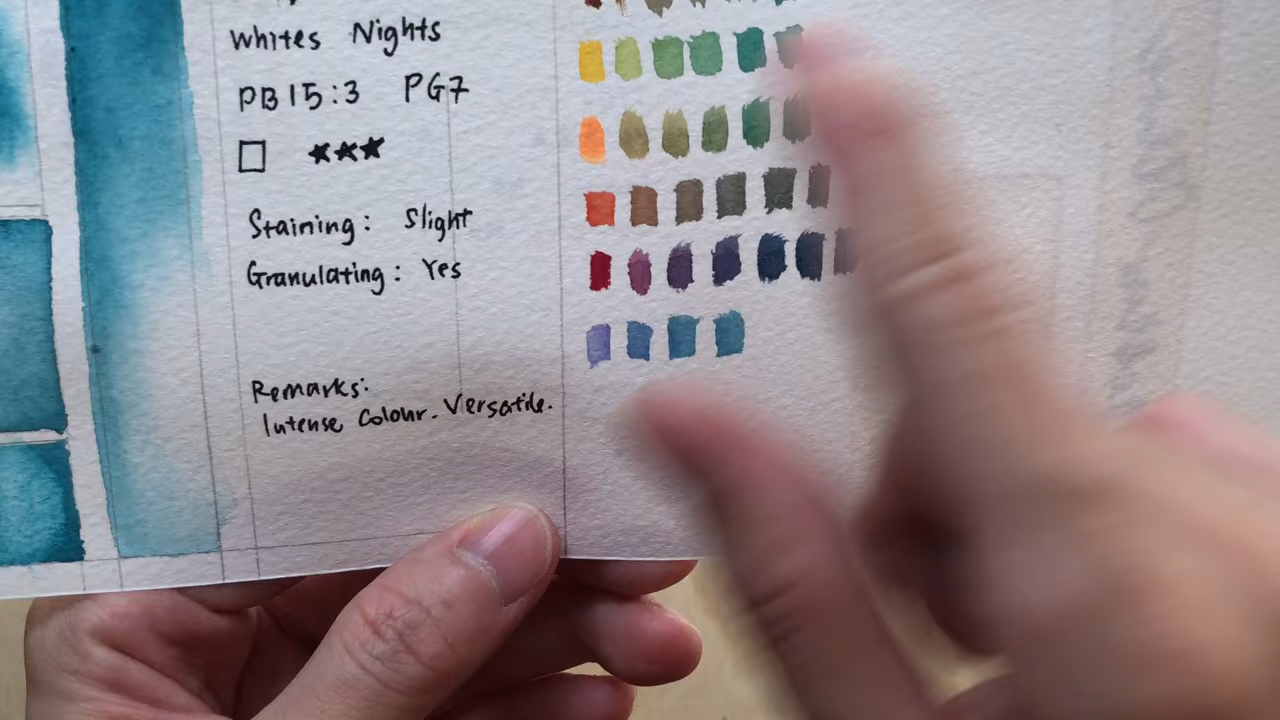 Whites Nights
PB15:3 PG7
□ ★★★
Staining: Slight
Granulating: Yes
Remarks:
Intense Colour. Versatile.